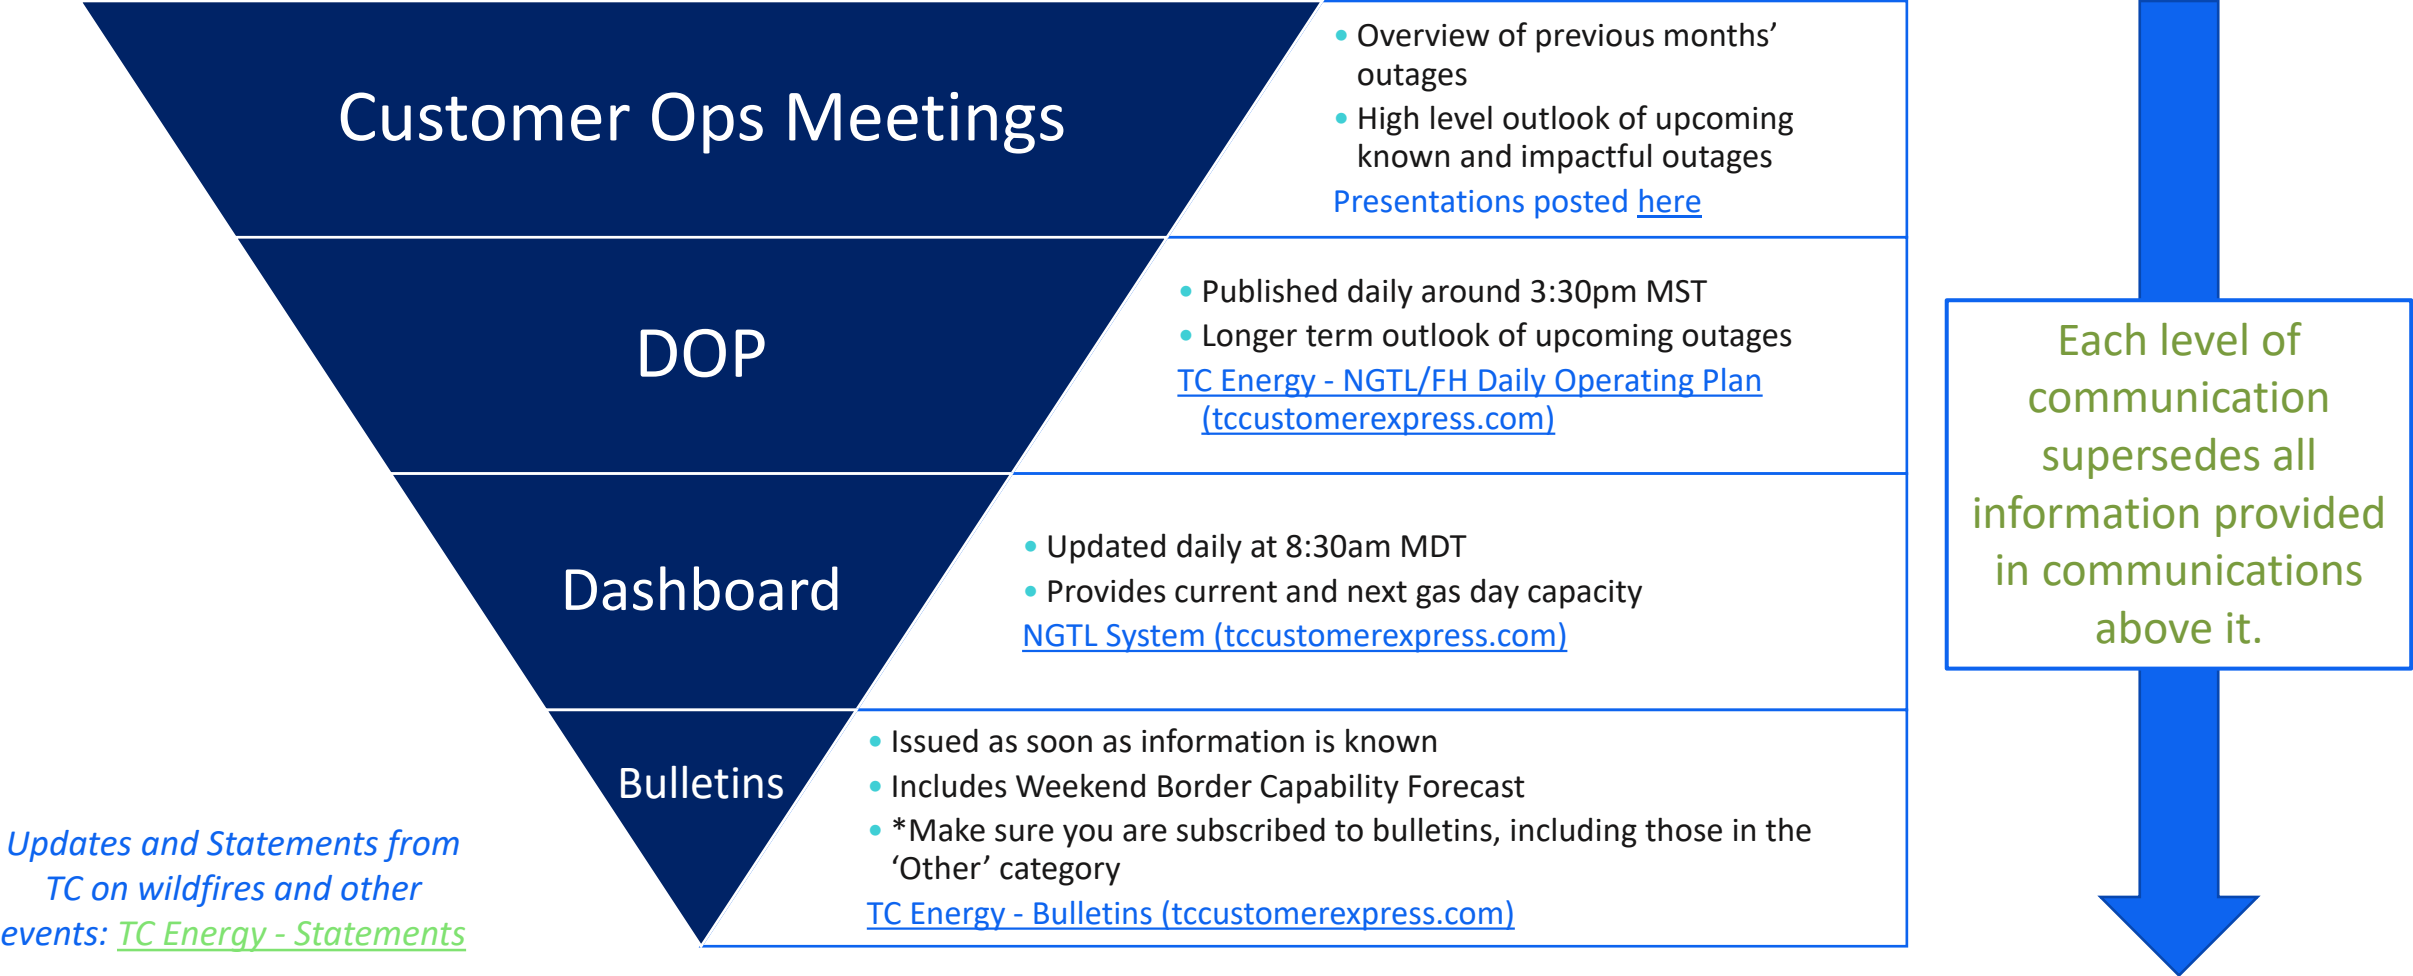 Customer Ops Meetings
• Overview of previous months’
outages
• High level outlook of upcoming
known and impactful outages
Presentations posted here
DOP
• Published daily around 3:30pm MST
• Longer term outlook of upcoming outages
TC Energy - NGTL/FH Daily Operating Plan
(tccustomerexpress.com)
Dashboard
• Updated daily at 8:30am MDT
• Provides current and next gas day capacity
NGTL System (tccustomerexpress.com)
Bulletins
• Issued as soon as information is known
• Includes Weekend Border Capability Forecast
• *Make sure you are subscribed to bulletins, including those in the
‘Other’ category
TC Energy - Bulletins (tccustomerexpress.com)
Each level of
communication
supersedes all
information provided
in communications
above it.
Updates and Statements from
TC on wildfires and other
events: TC Energy - Statements